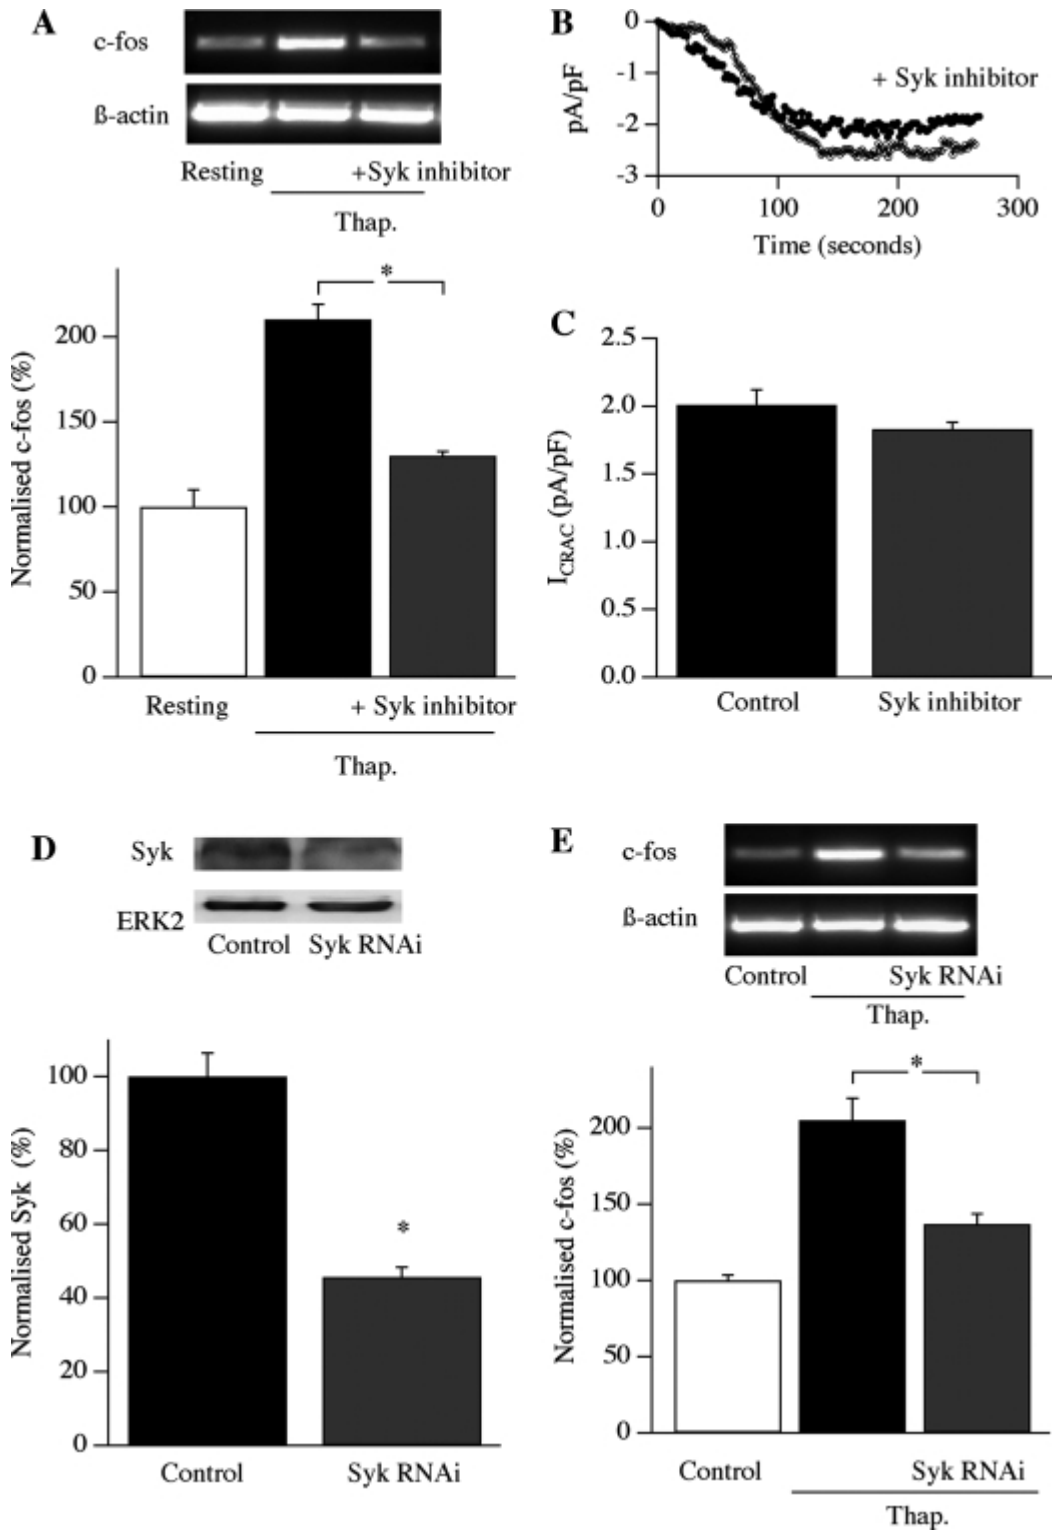 A
c-fos
ß-actin
Resting +Syk inhibitor
Thap.
Normalised c-fos (%)
200
150
100
50
0
*
Resting + Syk inhibitor
Thap.
B
pA/pF
0
-1
-2
-3
+ Syk inhibitor
0 100 200 300
Time (seconds)
C
I_CRAC (pA/pF)
2.5
2.0
1.5
1.0
0.5
0.0
Control Syk inhibitor
D
Syk
ERK2
Control Syk RNAi
Normalised Syk (%)
100
80
60
40
20
0
*
Control Syk RNAi
E
c-fos
ß-actin
Control Syk RNAi
Thap.
Normalised c-fos (%)
200
150
100
50
0
*
Control Syk RNAi
Thap.